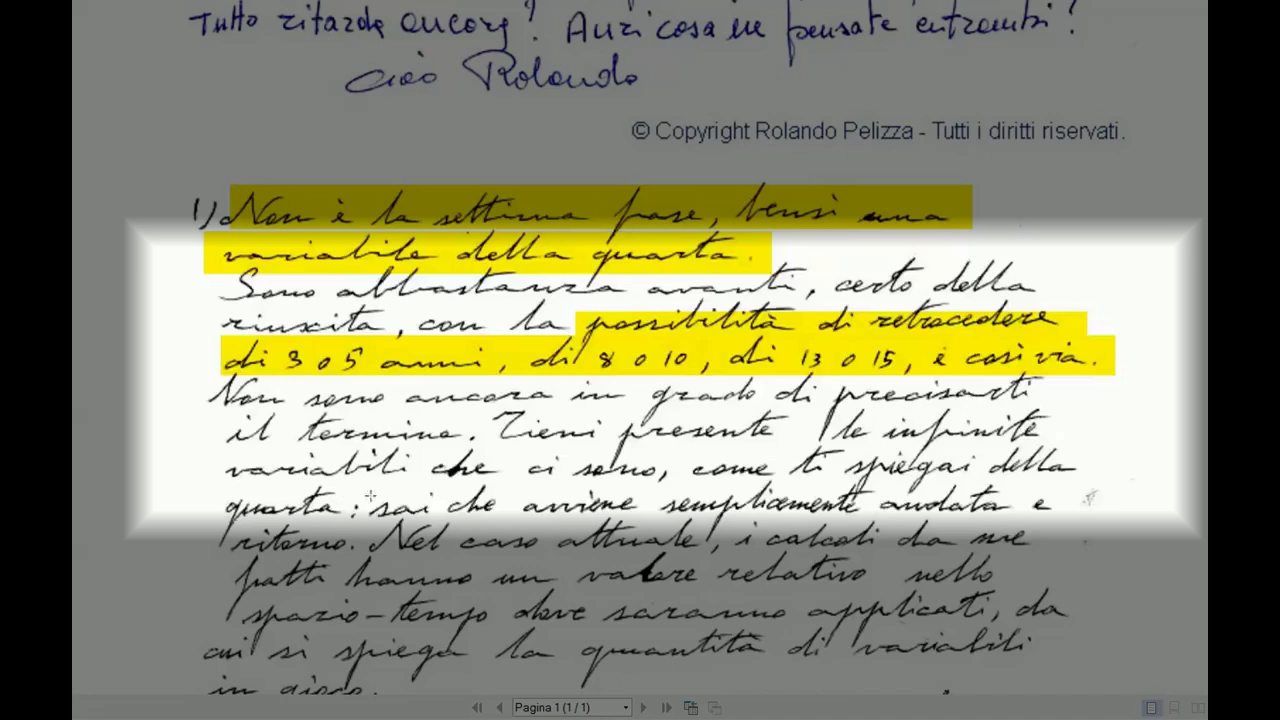 Tutto ritarda ancora? Anzi cosa ne pensate entrambi?
Ciao Rolando
© Copyright Rolando Pelizza - Tutti i diritti riservati.
1) Non è la settima fase, bensì una
variabile della quarta.
Sono abbastanza avanti, certo della
riuscita, con la possibilità di retrocedere
di 3 o 5 anni, di 8 o 10, di 13 o 15, e così via.
Non sono ancora in grado di precisarti
il termine. Tieni presente le infinite
variabili che ci sono, come ti spiegai della
quarta: sai che avviene semplicemente andata e
ritorno. Nel caso attuale, i calcoli da me
fatti hanno un valore relativo nello
spazio-tempo dove saranno applicati, da
cui si spiega la quantità di variabili
in gioco.
Pagina 1 (1 / 1)